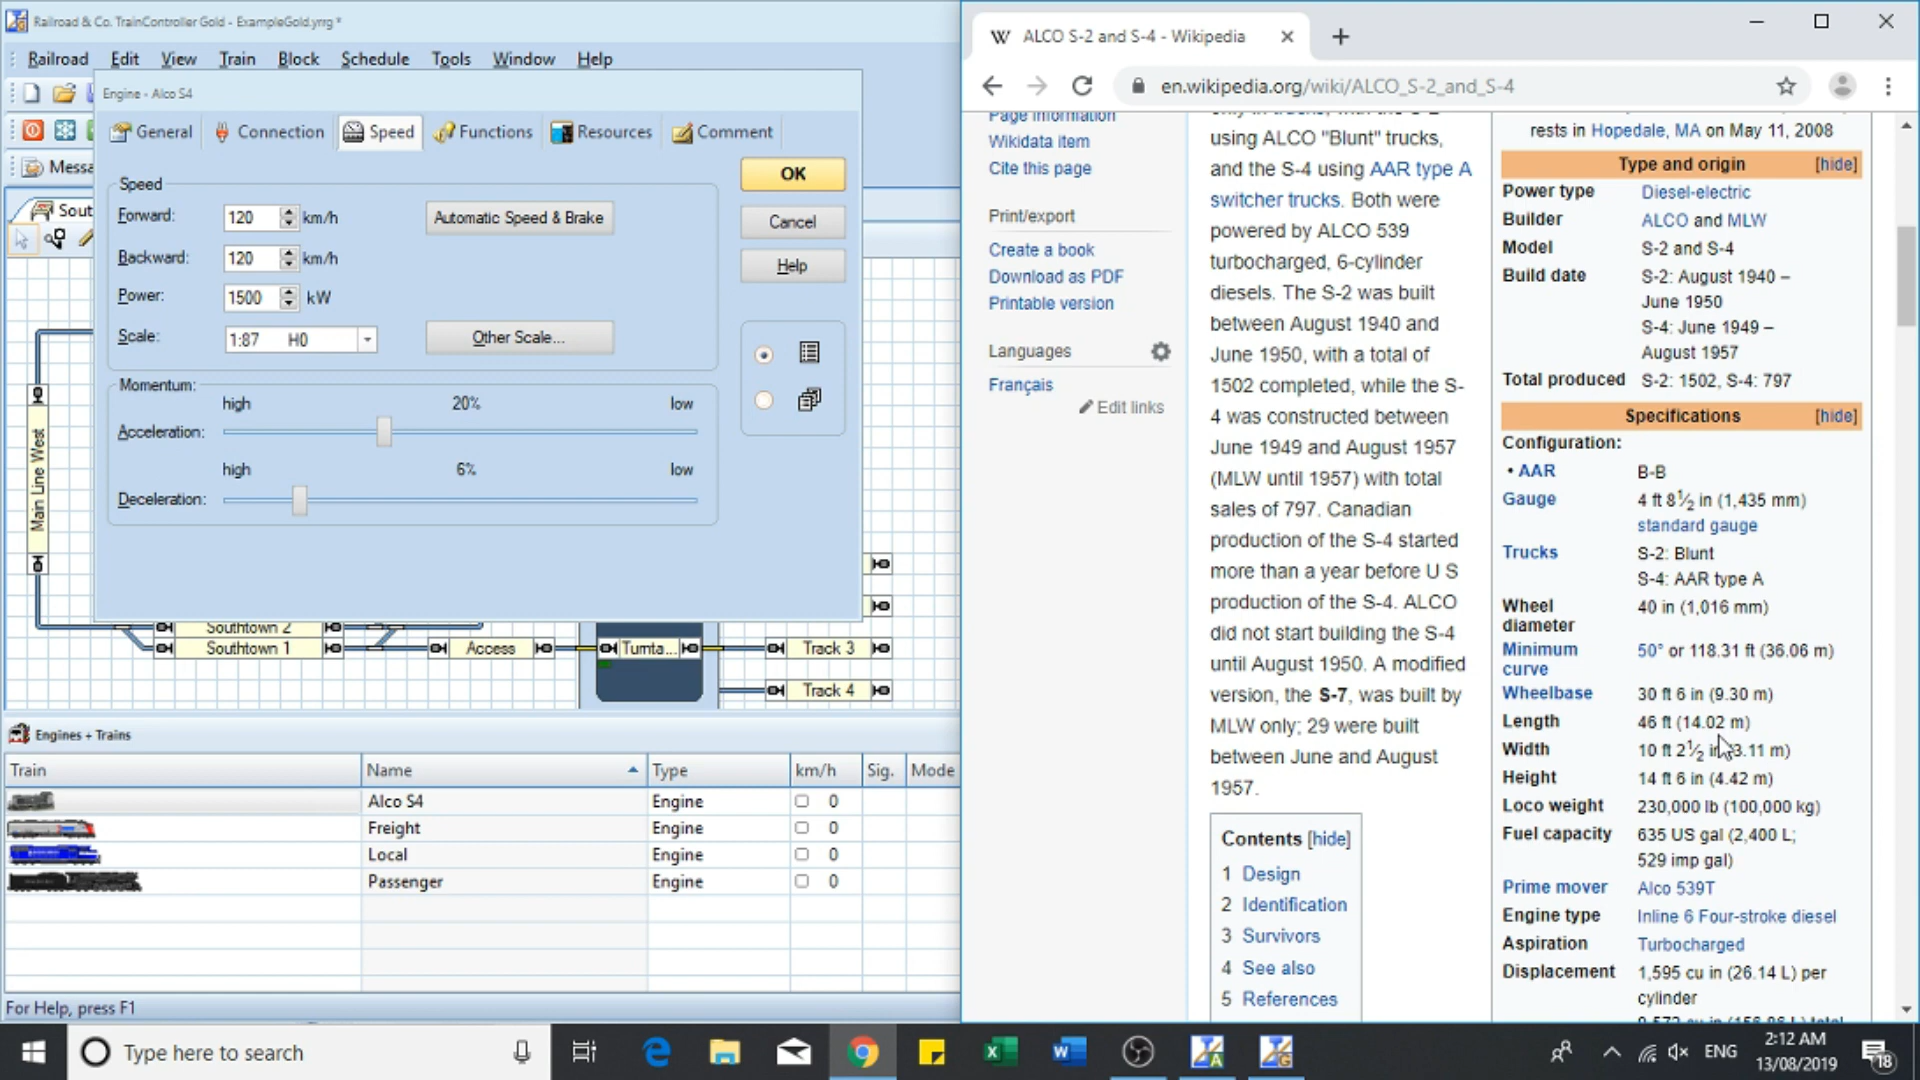 Railroad & Co. TrainController Gold - ExampleGold.yrrg *
Railroad Edit View Train Block Schedule Tools Window Help
Engine - Alco S4
General Connection Speed Functions Resources Comment
Messa
Sout
Speed
Forward: 120 km/h Automatic Speed & Brake
Backward: 120 km/h
Power: 1500 kW
Scale: 1:87 H0 Other Scale...
OK
Cancel
Help
Momentum:
high 20% low
Acceleration:
high 6% low
Deceleration:
Main Line West
Southtown 2
Southtown 1 Access Turnta... Track 3
Track 4
Engines + Trains
Train Name Type km/h Sig. Mode
Alco S4 Engine 0
Freight Engine 0
Local Engine 0
Passenger Engine 0
For Help, press F1
ALCO S-2 and S-4 - Wikipedia
en.wikipedia.org/wiki/ALCO_S-2_and_S-4
Page information
Wikidata item
Cite this page
Print/export
Create a book
Download as PDF
Printable version
Languages
Français
Edit links
using ALCO "Blunt" trucks,
and the S-4 using AAR type A
switcher trucks. Both were
powered by ALCO 539
turbocharged, 6-cylinder
diesels. The S-2 was built
between August 1940 and
June 1950, with a total of
1502 completed, while the S-
4 was constructed between
June 1949 and August 1957
(MLW until 1957) with total
sales of 797. Canadian
production of the S-4 started
more than a year before U S
production of the S-4. ALCO
did not start building the S-4
until August 1950. A modified
version, the S-7, was built by
MLW only; 29 were built
between June and August
1957.
Contents [hide]
1 Design
2 Identification
3 Survivors
4 See also
5 References
rests in Hopedale, MA on May 11, 2008
Type and origin [hide]
Power type Diesel-electric
Builder ALCO and MLW
Model S-2 and S-4
Build date S-2: August 1940 –
June 1950
S-4: June 1949 –
August 1957
Total produced S-2: 1502, S-4: 797
Specifications [hide]
Configuration:
• AAR B-B
Gauge 4 ft 8 1⁄2 in (1,435 mm)
standard gauge
Trucks S-2: Blunt
S-4: AAR type A
Wheel 40 in (1,016 mm)
diameter
Minimum 50° or 118.31 ft (36.06 m)
curve
Wheelbase 30 ft 6 in (9.30 m)
Length 46 ft (14.02 m)
Width 10 ft 2 1⁄2 in (3.11 m)
Height 14 ft 6 in (4.42 m)
Loco weight 230,000 lb (100,000 kg)
Fuel capacity 635 US gal (2,400 L;
529 imp gal)
Prime mover Alco 539T
Engine type Inline 6 Four-stroke diesel
Aspiration Turbocharged
Displacement 1,595 cu in (26.14 L) per
cylinder
Type here to search
ENG
2:12 AM
13/08/2019
18